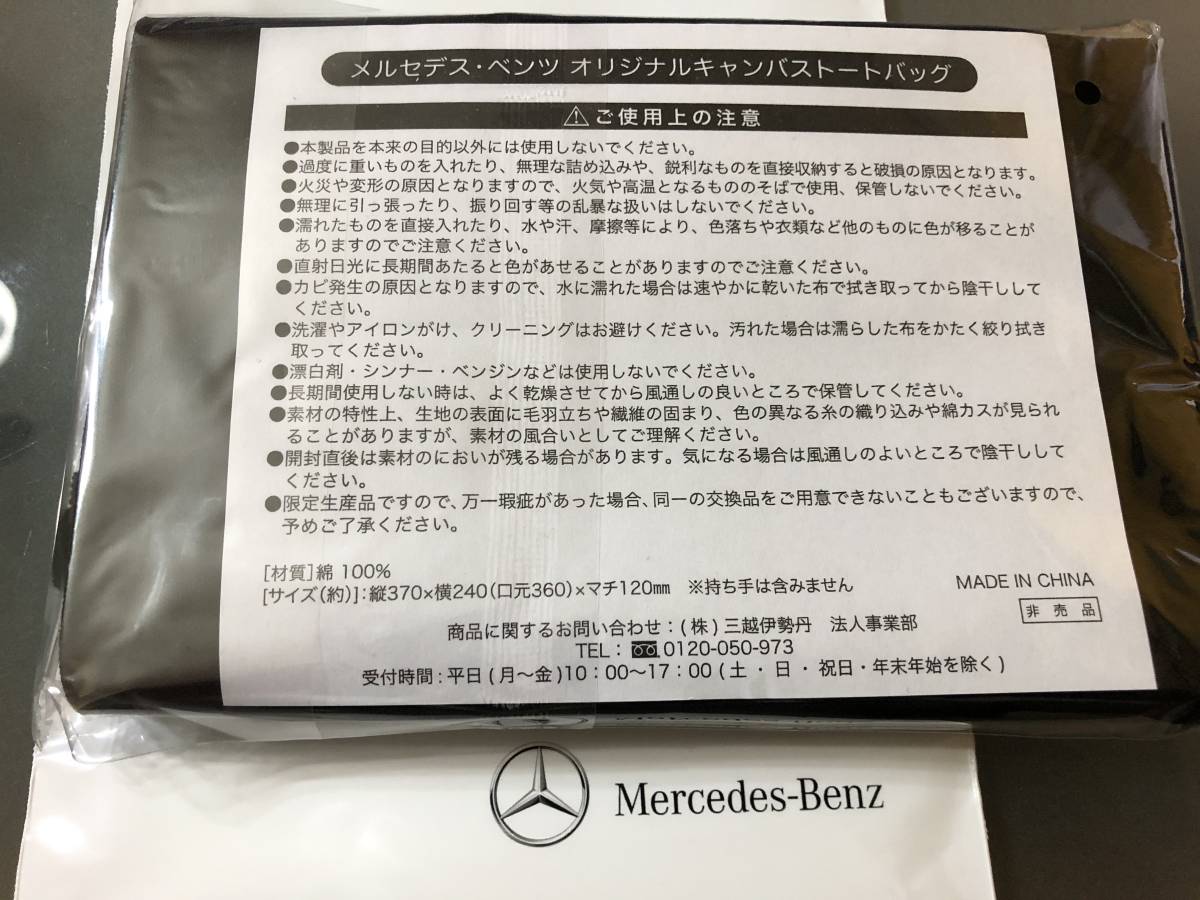 メルセデス・ベンツ オリジナルキャンバストートバッグ
⚠ご使用上の注意
●本製品を本来の目的以外には使用しないでください。
●過度に重いものを入れたり、無理な詰め込みや、鋭利なものを直接収納すると破損の原因となります。
●火災や変形の原因となりますので、火気や高温となるもののそばで使用、保管しないでください。
●無理に引っ張ったり、振り回す等の乱暴な扱いはしないでください。
●濡れたものを直接入れたり、水や汗、摩擦等により、色落ちや衣類など他のものに色が移ることが
ありますのでご注意ください。
●直射日光に長期間あたると色があせることがありますのでご注意ください。
●カビ発生の原因となりますので、水に濡れた場合は速やかに乾いた布で拭き取ってから陰干しして
ください。
●洗濯やアイロンがけ、クリーニングはお避けください。汚れた場合は濡らした布をかたく絞り拭き
取ってください。
●漂白剤・シンナー・ベンジンなどは使用しないでください。
●長期間使用しない時は、よく乾燥させてから風通しの良いところで保管してください。
●素材の特性上、生地の表面に毛羽立ちや繊維の固まり、色の異なる糸の織り込みや綿カスが見られ
ることがありますが、素材の風合いとしてご理解ください。
●開封直後は素材のにおいが残る場合があります。気になる場合は風通しのよいところで陰干しして
ください。
●限定生産品ですので、万一瑕疵があった場合、同一の交換品をご用意できないこともございますので、
予めご了承ください。
[材質]綿 100%
[サイズ(約)]:縦370×横240(口元360)×マチ120mm ※持ち手は含みません
MADE IN CHINA
非売品
商品に関するお問い合わせ:(株)三越伊勢丹 法人事業部
TEL: 0120-050-973
受付時間:平日(月〜金)10:00〜17:00(土・日・祝日・年末年始を除く)
Mercedes-Benz